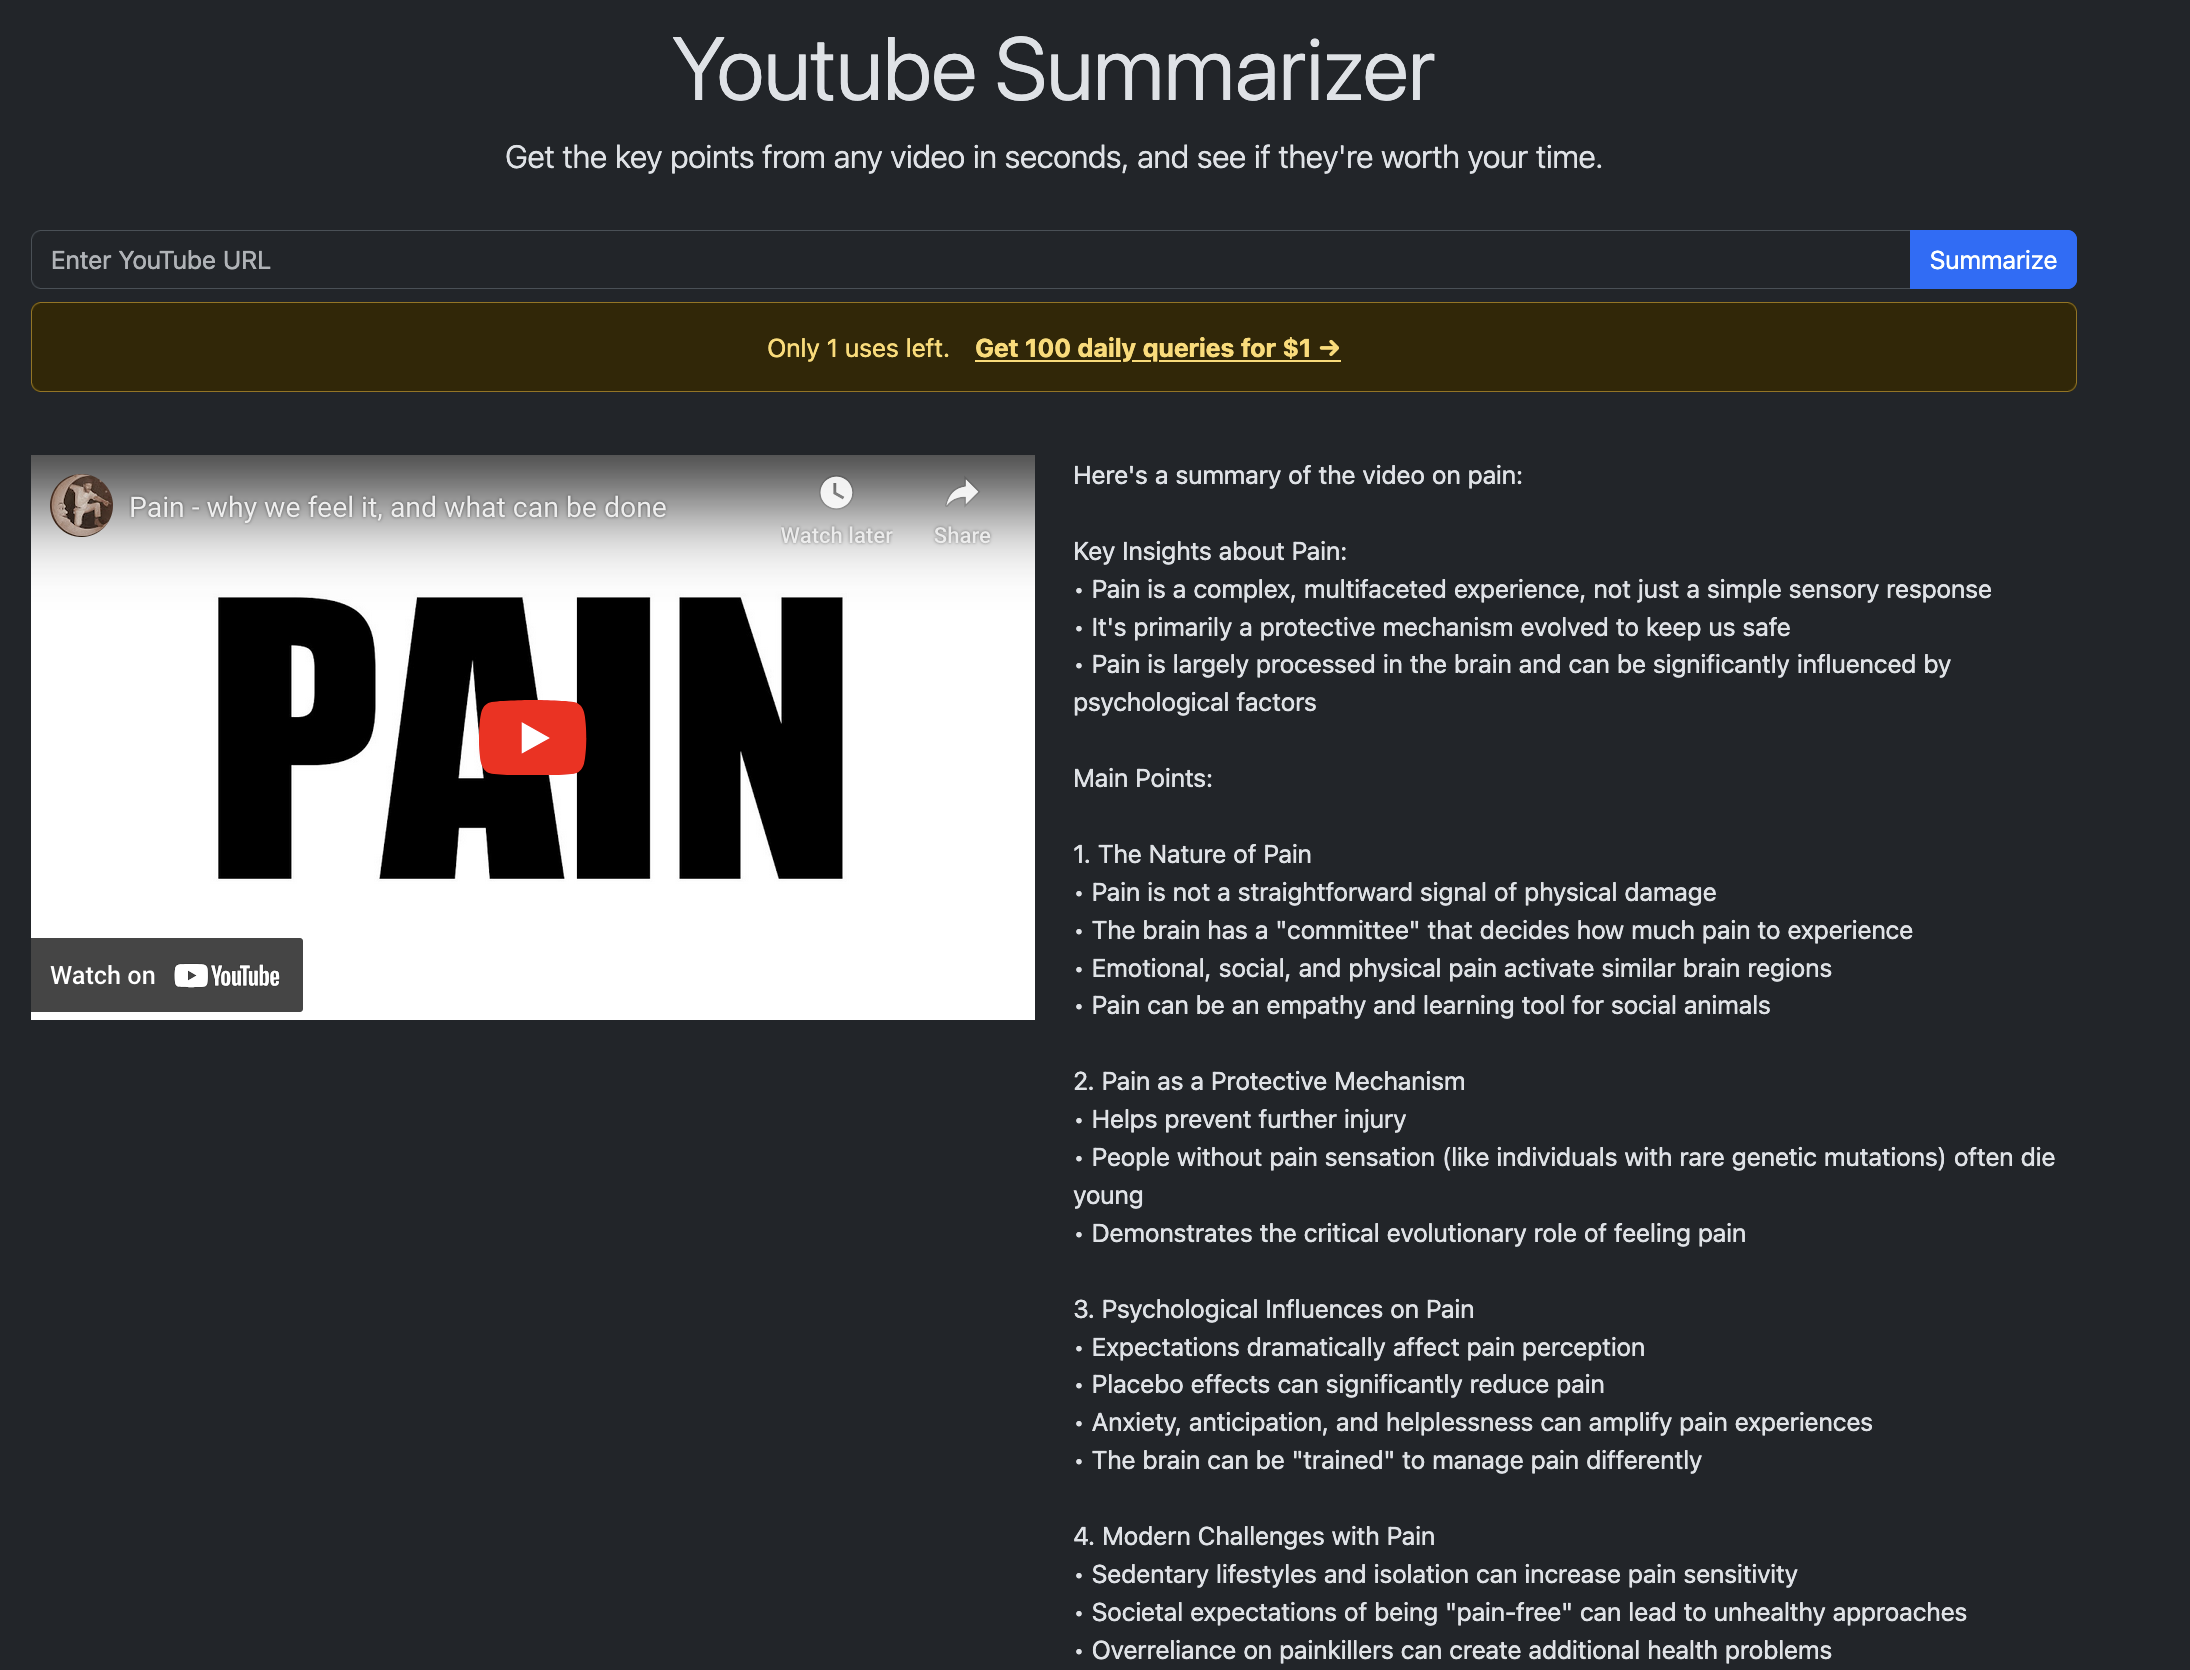 Youtube Summarizer
Get the key points from any video in seconds, and see if they're worth your time.
Enter YouTube URL
Summarize
Only 1 uses left. Get 100 daily queries for $1 →
Pain - why we feel it, and what can be done
Watch later
Share
PAIN
Watch on YouTube
Here's a summary of the video on pain:
Key Insights about Pain:
• Pain is a complex, multifaceted experience, not just a simple sensory response
• It's primarily a protective mechanism evolved to keep us safe
• Pain is largely processed in the brain and can be significantly influenced by
psychological factors
Main Points:
1. The Nature of Pain
• Pain is not a straightforward signal of physical damage
• The brain has a "committee" that decides how much pain to experience
• Emotional, social, and physical pain activate similar brain regions
• Pain can be an empathy and learning tool for social animals
2. Pain as a Protective Mechanism
• Helps prevent further injury
• People without pain sensation (like individuals with rare genetic mutations) often die
young
• Demonstrates the critical evolutionary role of feeling pain
3. Psychological Influences on Pain
• Expectations dramatically affect pain perception
• Placebo effects can significantly reduce pain
• Anxiety, anticipation, and helplessness can amplify pain experiences
• The brain can be "trained" to manage pain differently
4. Modern Challenges with Pain
• Sedentary lifestyles and isolation can increase pain sensitivity
• Societal expectations of being "pain-free" can lead to unhealthy approaches
• Overreliance on painkillers can create additional health problems